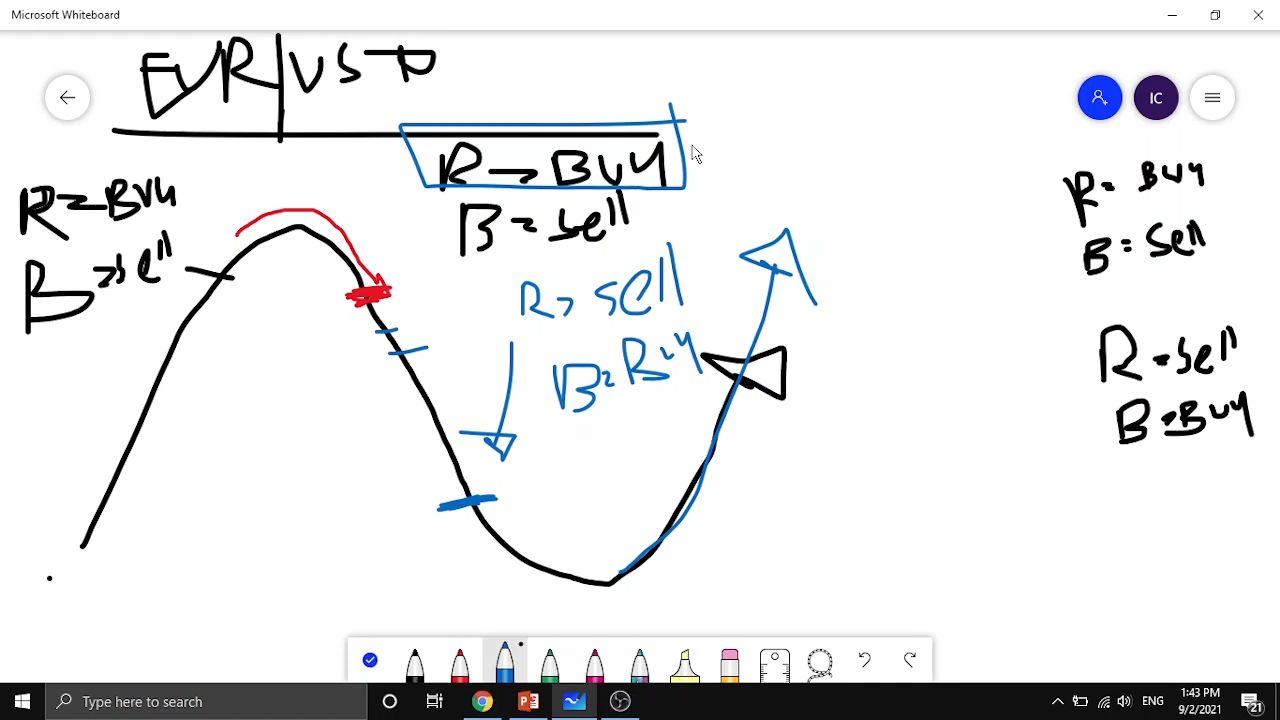 Microsoft Whiteboard
EUR/USD
IC
R → BUY
B = Sell
R = BUY
B = Sell
R = BUY
B = Sell
R = Sell
B = BUY
R = Sell
B = BUY
Type here to search
ENG
1:43 PM
9/2/2021
21